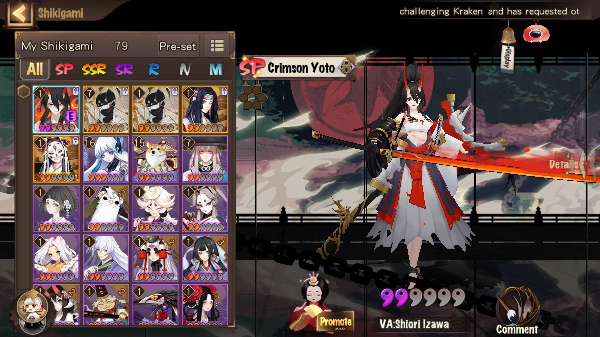 Shikigami
challenging Kraken and has requested ot
My Shikigami 79 Pre-set
All SP SSR SR R N M
SP Crimson Yoto
Details
Promote
VA:Shiori Izawa
Comment